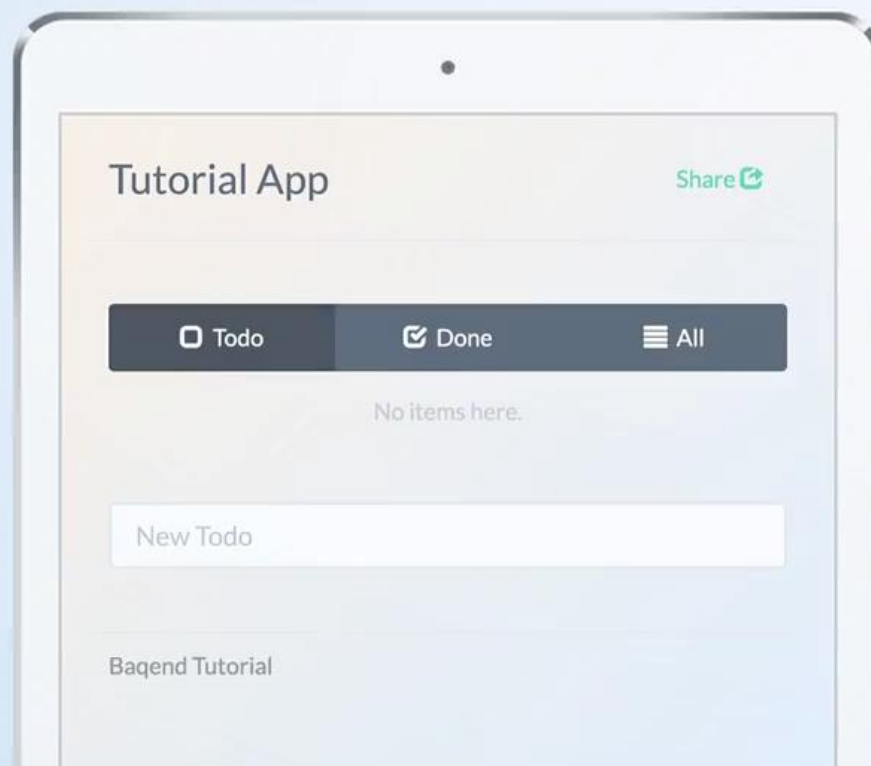 Tutorial App
Share
Todo
Done
All
No items here.
New Todo
Baqend Tutorial